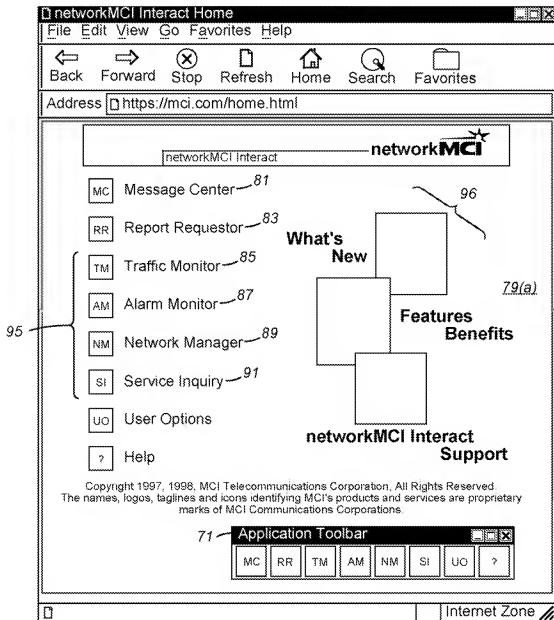 networkMCI Interact Home
File Edit View Go Favorites Help
Back Forward Stop Refresh Home Search Favorites
Address https://mci.com/home.html
networkMCI Interact
networkMCI
MC Message Center 81
RR Report Requestor 83
TM Traffic Monitor 85
AM Alarm Monitor 87
NM Network Manager 89
SI Service Inquiry 91
UO User Options
? Help
95
96
What's
New
79(a)
Features
Benefits
networkMCI Interact
Support
Copyright 1997, 1998, MCI Telecommunications Corporation, All Rights Reserved.
The names, logos, taglines and icons identifying MCI's products and services are proprietary
marks of MCI Communications Corporations.
71 Application Toolbar
MC RR TM AM NM SI UO ?
Internet Zone